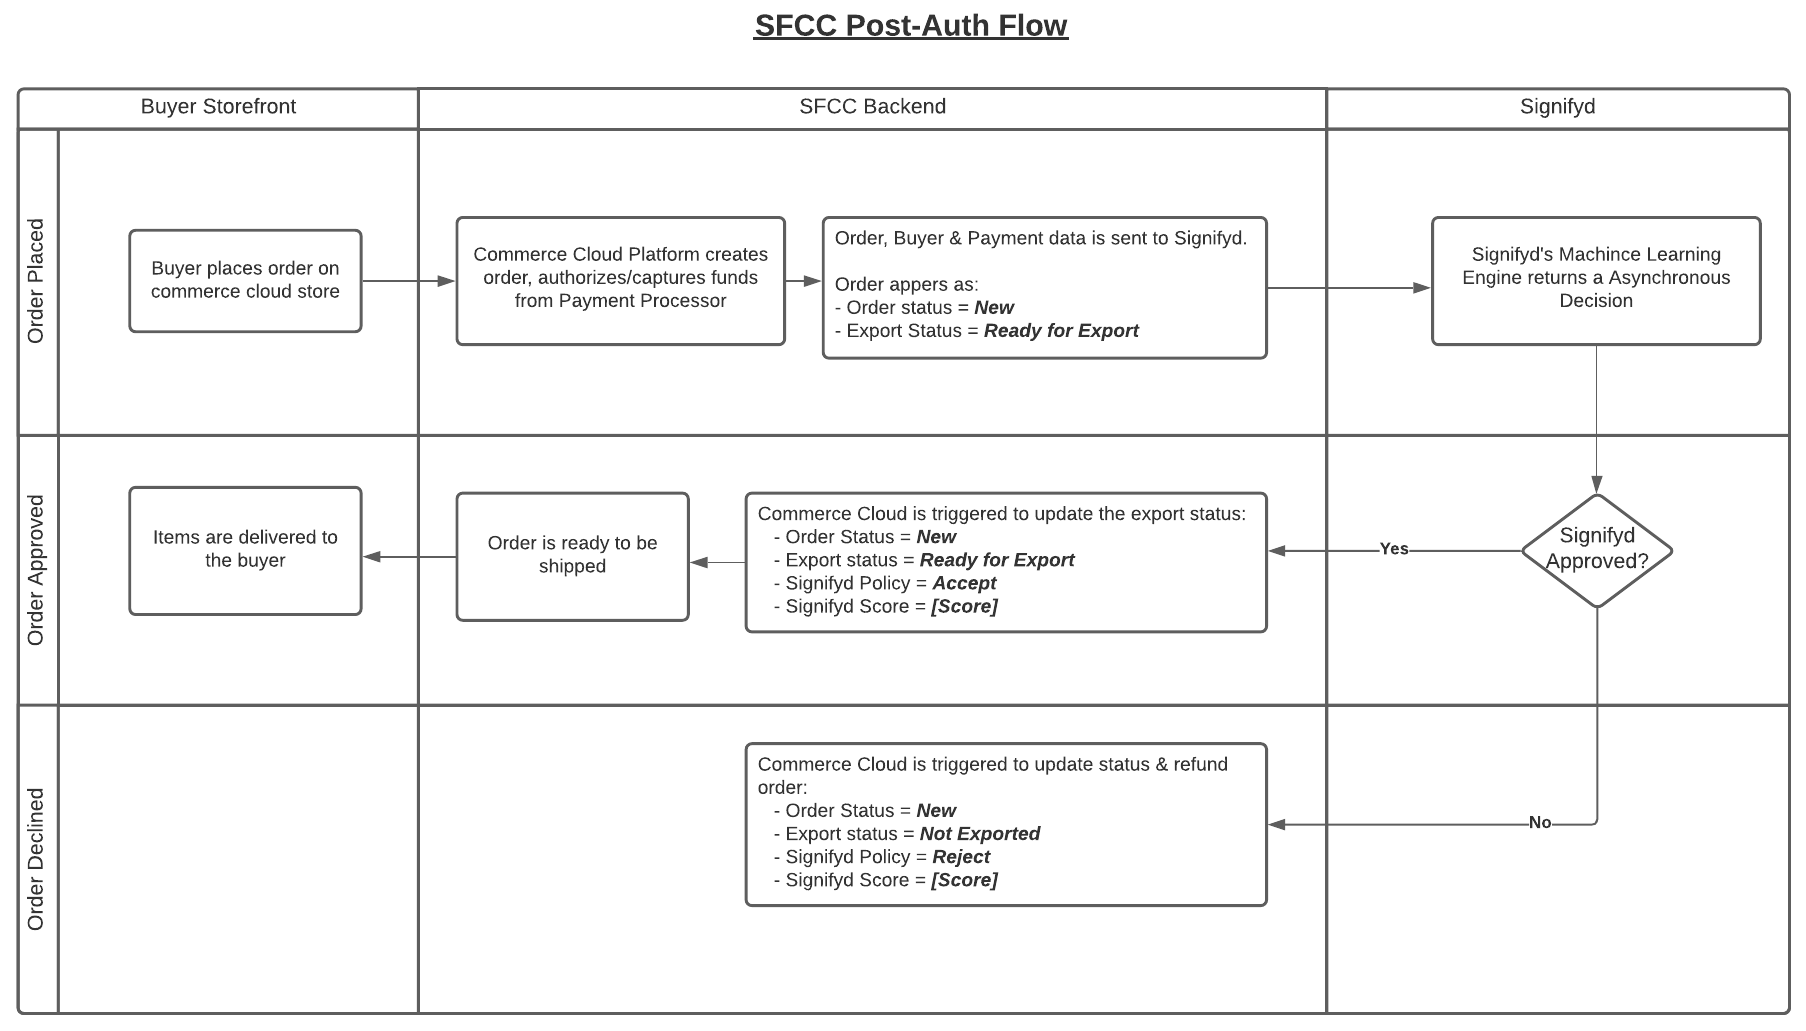 SFCC Post-Auth Flow
Buyer Storefront
SFCC Backend
Signifyd
Order Placed
Buyer places order on
commerce cloud store
Commerce Cloud Platform creates
order, authorizes/captures funds
from Payment Processor
Order, Buyer & Payment data is sent to Signifyd.
Order appers as:
- Order status = New
- Export Status = Ready for Export
Signifyd's Machince Learning
Engine returns a Asynchronous
Decision
Order Approved
Items are delivered to
the buyer
Order is ready to be
shipped
Commerce Cloud is triggered to update the export status:
- Order Status = New
- Export status = Ready for Export
- Signifyd Policy = Accept
- Signifyd Score = [Score]
Yes
Signifyd
Approved?
Order Declined
Commerce Cloud is triggered to update status & refund
order:
- Order Status = New
- Export status = Not Exported
- Signifyd Policy = Reject
- Signifyd Score = [Score]
No